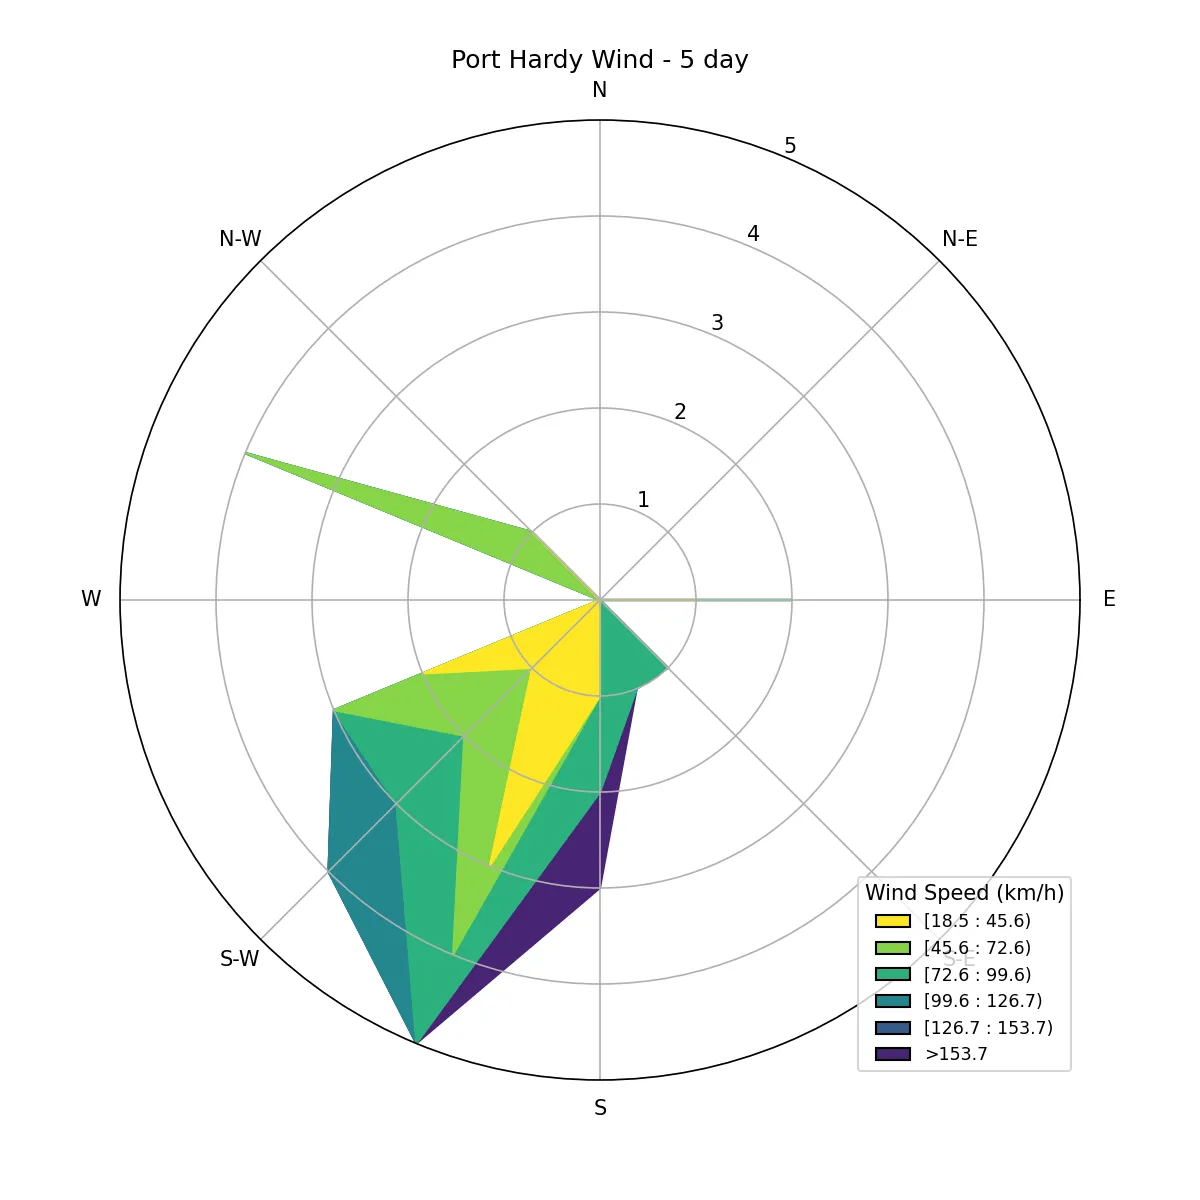 Port Hardy Wind - 5 day
N
5
N-W
N-E
4
3
2
1
W
E
Wind Speed (km/h)
[18.5 : 45.6)
[45.6 : 72.6)
S-W
S-E
[72.6 : 99.6)
[99.6 : 126.7)
[126.7 : 153.7)
>153.7
S